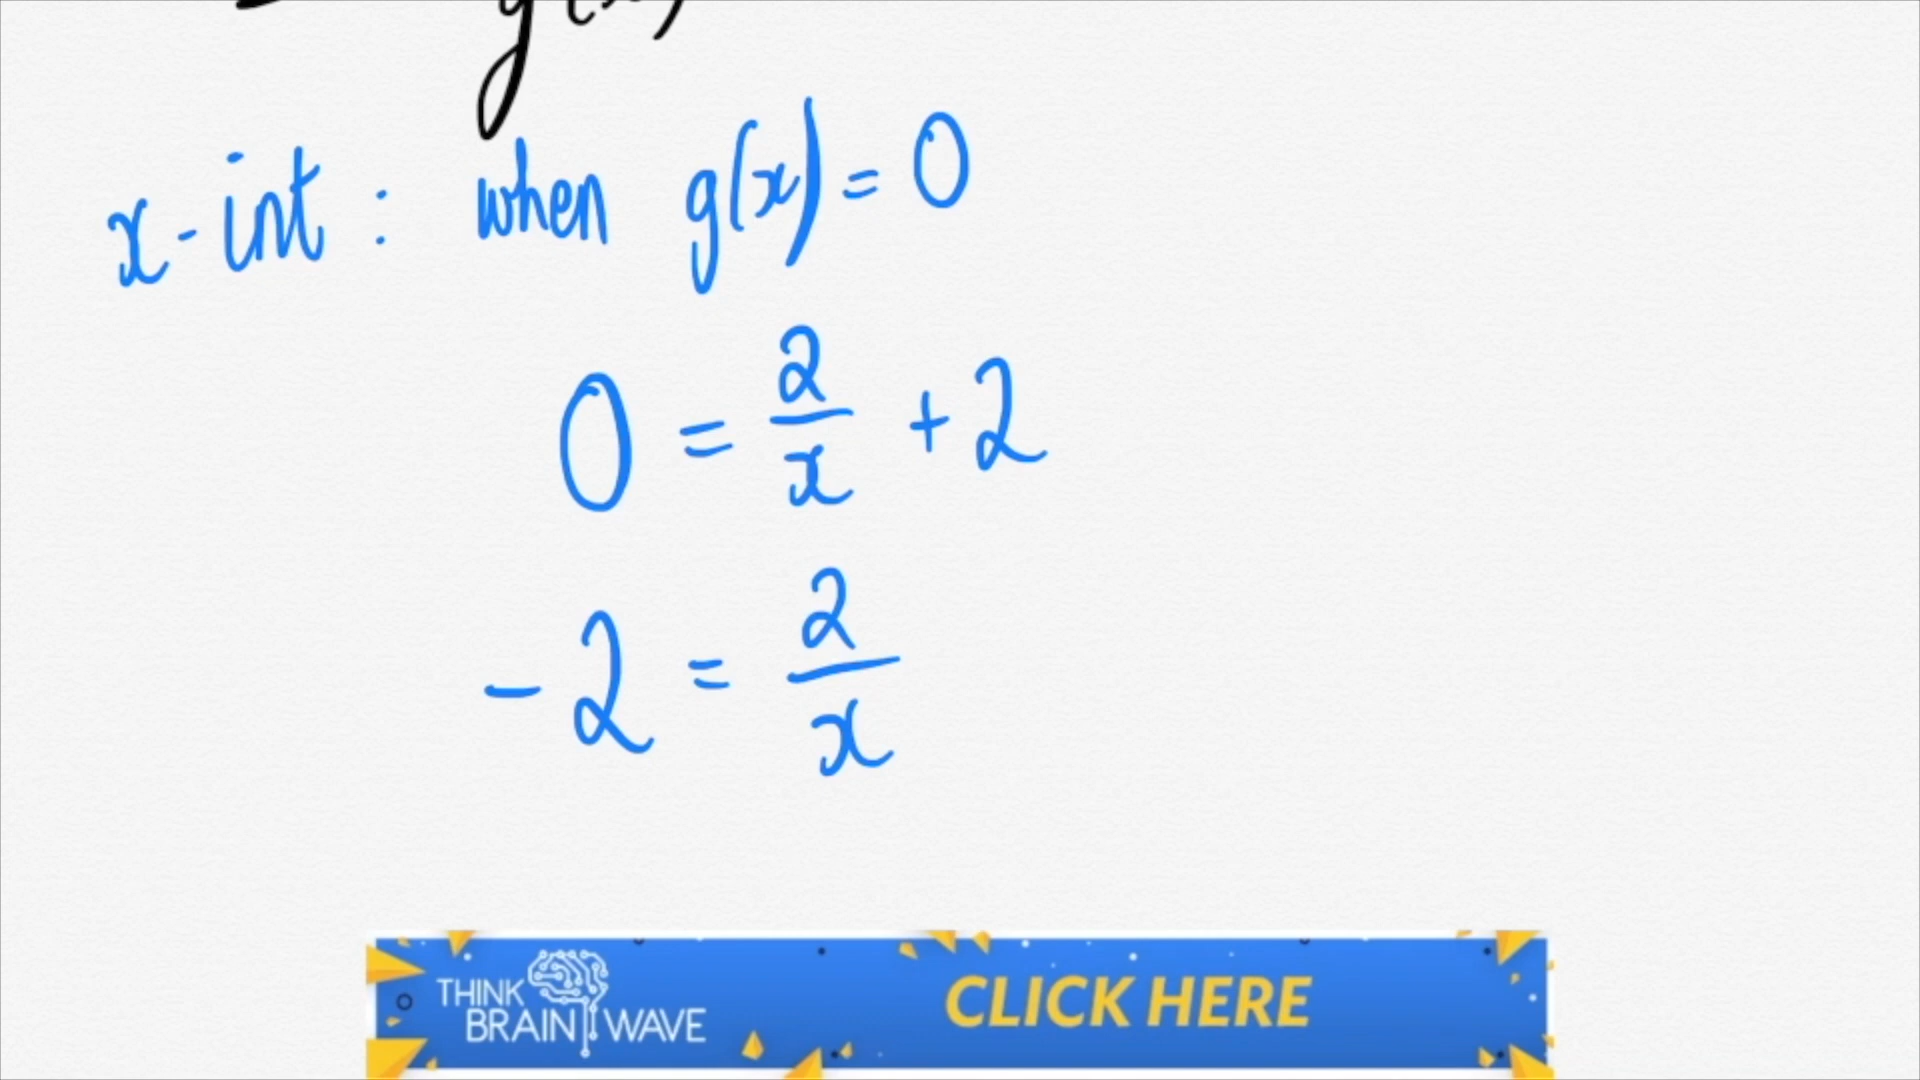 g(x)
x-int : when g(x) = 0
0 = 2/x + 2
-2 = 2/x
THINK
BRAIN WAVE
CLICK HERE